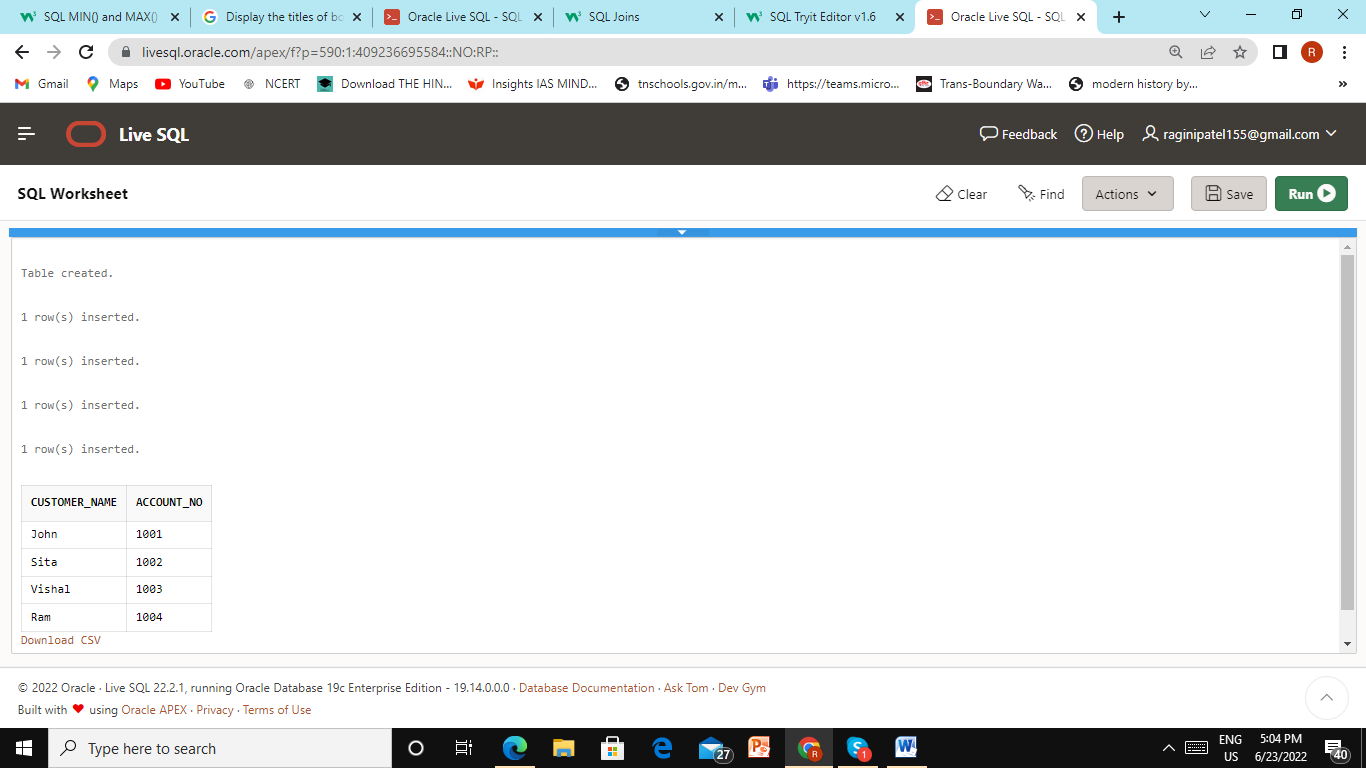 SQL MIN() and MAX()
Display the titles of bo
Oracle Live SQL - SQL
SQL Joins
SQL Tryit Editor v1.6
Oracle Live SQL - SQL
livesql.oracle.com/apex/f?p=590:1:409236695584::NO:RP::
R
Gmail Maps YouTube NCERT Download THE HIN... Insights IAS MIND... tnschools.gov.in/m... https://teams.micro... Trans-Boundary Wa... modern history by... »
Live SQL Feedback Help raginipatel155@gmail.com
SQL Worksheet Clear Find Actions Save Run
Table created.
1 row(s) inserted.
1 row(s) inserted.
1 row(s) inserted.
1 row(s) inserted.
CUSTOMER_NAME ACCOUNT_NO
John 1001
Sita 1002
Vishal 1003
Ram 1004
Download CSV
© 2022 Oracle · Live SQL 22.2.1, running Oracle Database 19c Enterprise Edition - 19.14.0.0.0 · Database Documentation · Ask Tom · Dev Gym
Built with ❤ using Oracle APEX · Privacy · Terms of Use
Type here to search
27
R
1
ENG
US
5:04 PM
6/23/2022
40